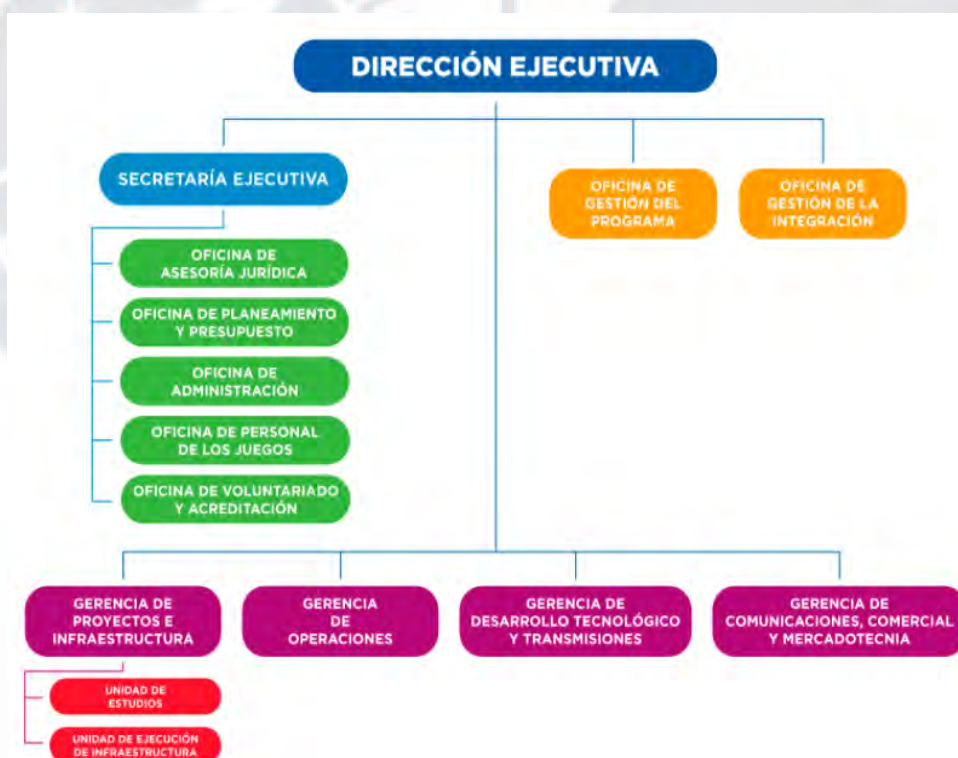 DIRECCIÓN EJECUTIVA
SECRETARÍA EJECUTIVA
OFICINA DE
GESTIÓN DEL
PROGRAMA
OFICINA DE
GESTIÓN DE LA
INTEGRACIÓN
OFICINA DE
ASESORÍA JURÍDICA
OFICINA DE PLANEAMIENTO
Y PRESUPUESTO
OFICINA DE
ADMINISTRACIÓN
OFICINA DE PERSONAL
DE LOS JUEGOS
OFICINA DE VOLUNTARIADO
Y ACREDITACIÓN
GERENCIA DE
PROYECTOS E
INFRAESTRUCTURA
GERENCIA
DE
OPERACIONES
GERENCIA DE
DESARROLLO TECNOLÓGICO
Y TRANSMISIONES
GERENCIA DE
COMUNICACIONES, COMERCIAL
Y MERCADOTECNIA
UNIDAD DE
ESTUDIOS
UNIDAD DE EJECUCIÓN
DE INFRAESTRUCTURA